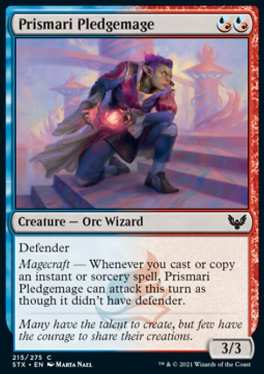 Prismari Pledgemage
Creature — Orc Wizard
Defender
Magecraft — Whenever you cast or copy
an instant or sorcery spell, Prismari
Pledgemage can attack this turn as
though it didn't have defender.
Many have the talent to create, but few have
the courage to share their creations.
3/3
215/275 C
STX • EN MARTA NAEL
™ & © 2021 Wizards of the Coast